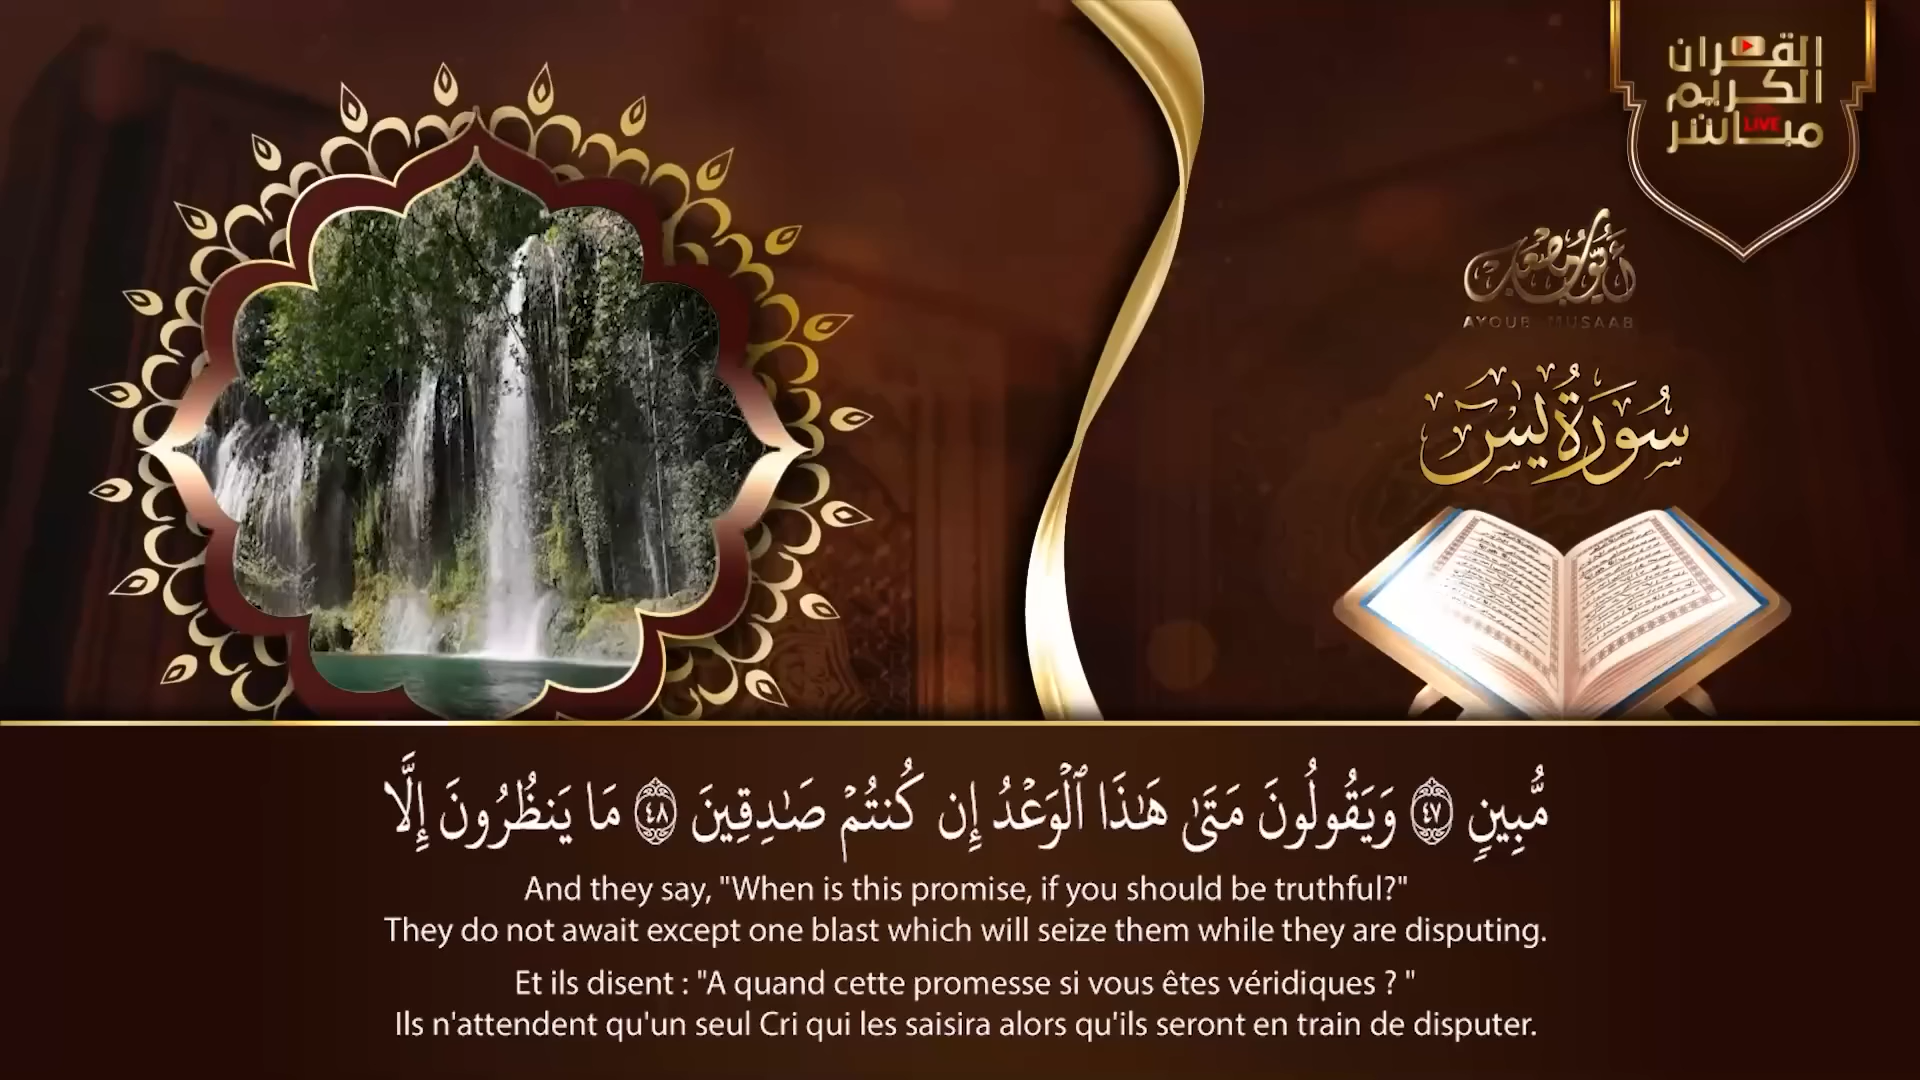 القرآن
الكريم
مباشر
LIVE
أيوب مصعب
AYOUB MUSAAB
سُورَةُ يسٓ
مُّبِينٍ ٤٧ وَيَقُولُونَ مَتَىٰ هَـٰذَا ٱلْوَعْدُ إِن كُنتُمْ صَـٰدِقِينَ ٤٨ مَا يَنظُرُونَ إِلَّا
And they say, "When is this promise, if you should be truthful?"
They do not await except one blast which will seize them while they are disputing.
Et ils disent : "A quand cette promesse si vous êtes véridiques ? "
Ils n'attendent qu'un seul Cri qui les saisira alors qu'ils seront en train de disputer.